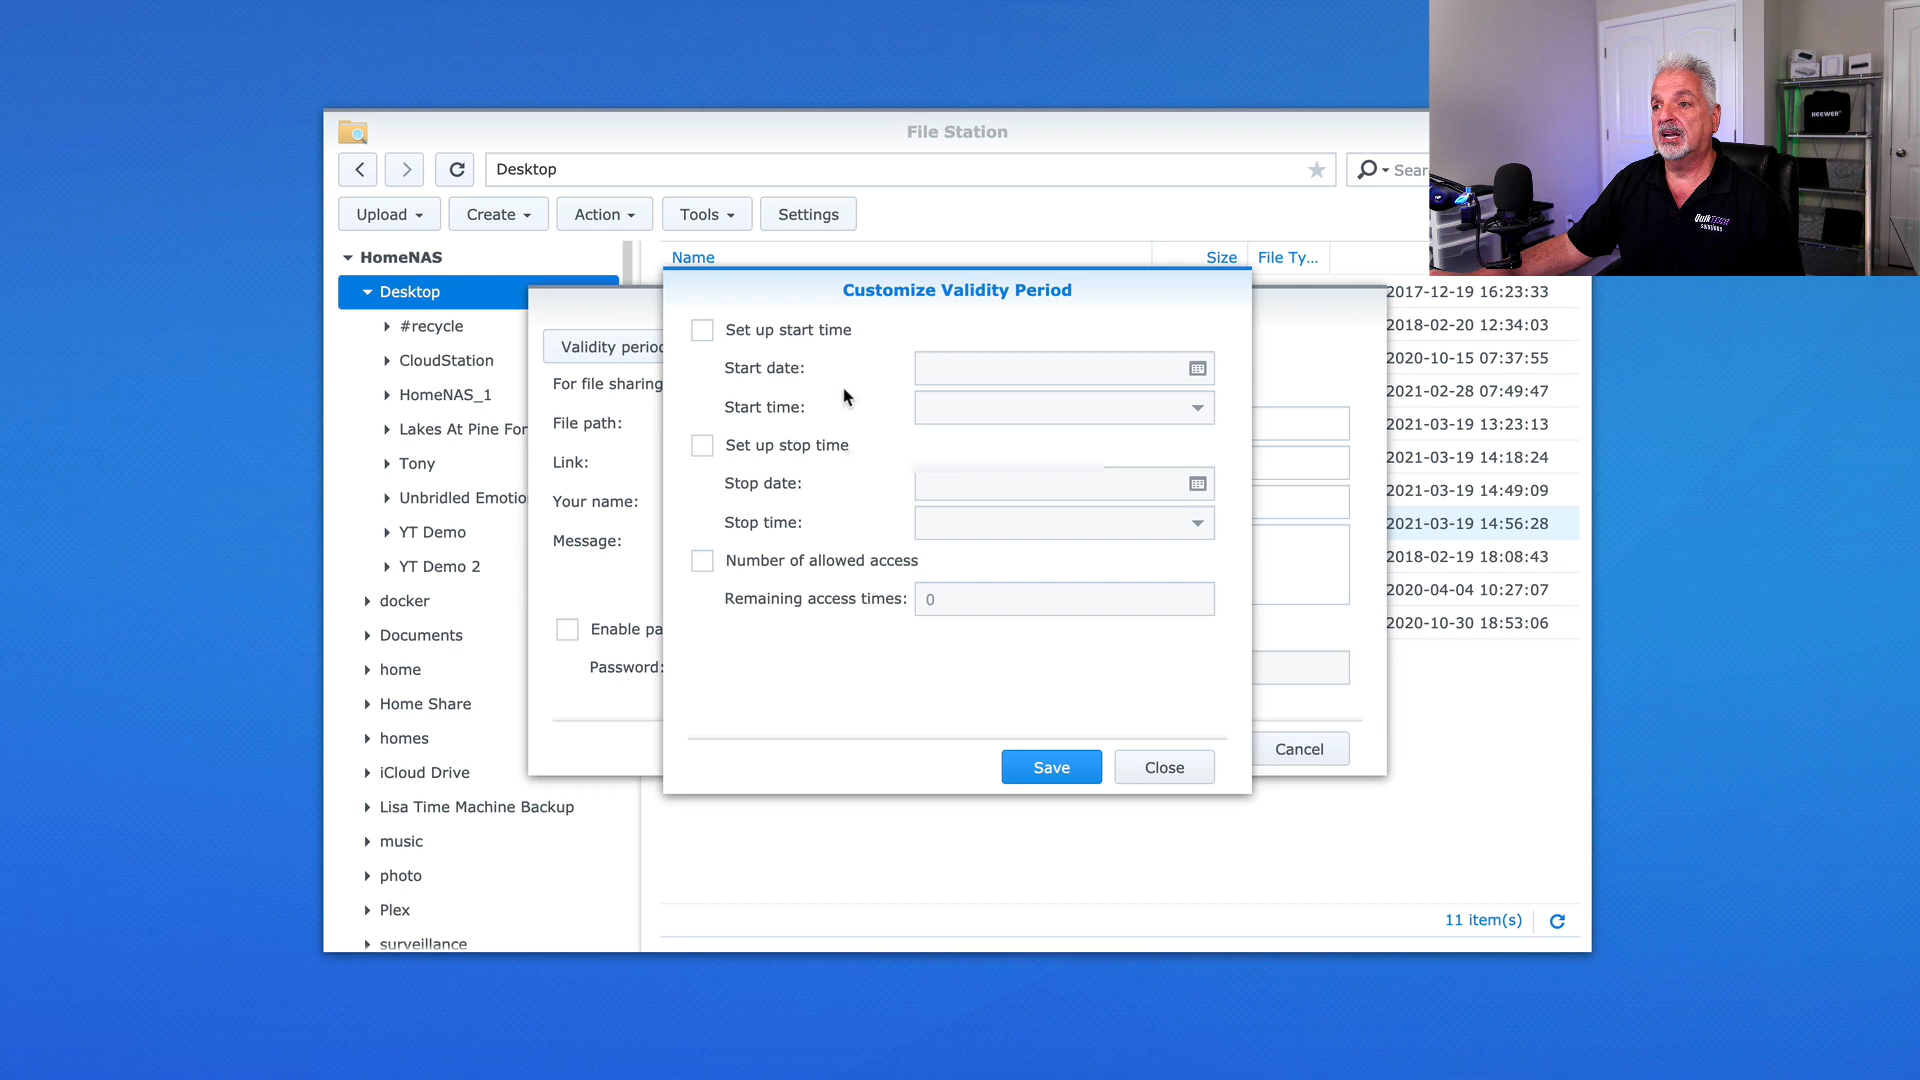 File Station
Desktop
Sear
Upload
Create
Action
Tools
Settings
HomeNAS
Desktop
#recycle
CloudStation
HomeNAS_1
Lakes At Pine For
Tony
Unbridled Emotio
YT Demo
YT Demo 2
docker
Documents
home
Home Share
homes
iCloud Drive
Lisa Time Machine Backup
music
photo
Plex
surveillance
Name
Size
File Ty...
2017-12-19 16:23:33
2018-02-20 12:34:03
2020-10-15 07:37:55
2021-02-28 07:49:47
2021-03-19 13:23:13
2021-03-19 14:18:24
2021-03-19 14:49:09
2021-03-19 14:56:28
2018-02-19 18:08:43
2020-04-04 10:27:07
2020-10-30 18:53:06
11 item(s)
Validity period
For file sharing
File path:
Link:
Your name:
Message:
Enable pa
Password:
Cancel
Customize Validity Period
Set up start time
Start date:
Start time:
Set up stop time
Stop date:
Stop time:
Number of allowed access
Remaining access times: 0
Save
Close
NEEWER
QuikTECH
solutions